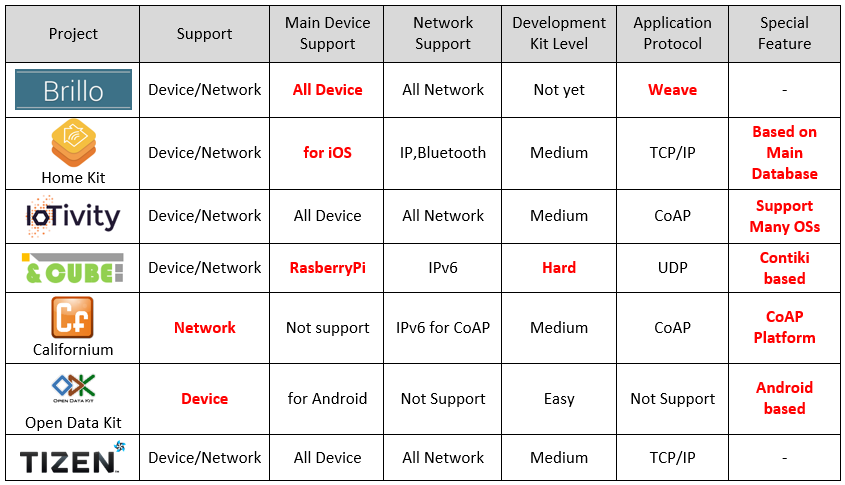 Project Support Main Device Support Network Support Development Kit Level Application Protocol Special Feature
Brillo Device/Network All Device All Network Not yet Weave -
Home Kit Device/Network for iOS IP,Bluetooth Medium TCP/IP Based on Main Database
IoTivity Device/Network All Device All Network Medium CoAP Support Many OSs
& CUBE Device/Network RasberryPi IPv6 Hard UDP Contiki based
Cf Californium Network Not support IPv6 for CoAP Medium CoAP CoAP Platform
OPEN DATA KIT Open Data Kit Device for Android Not Support Easy Not Support Android based
TIZEN™ Device/Network All Device All Network Medium TCP/IP -